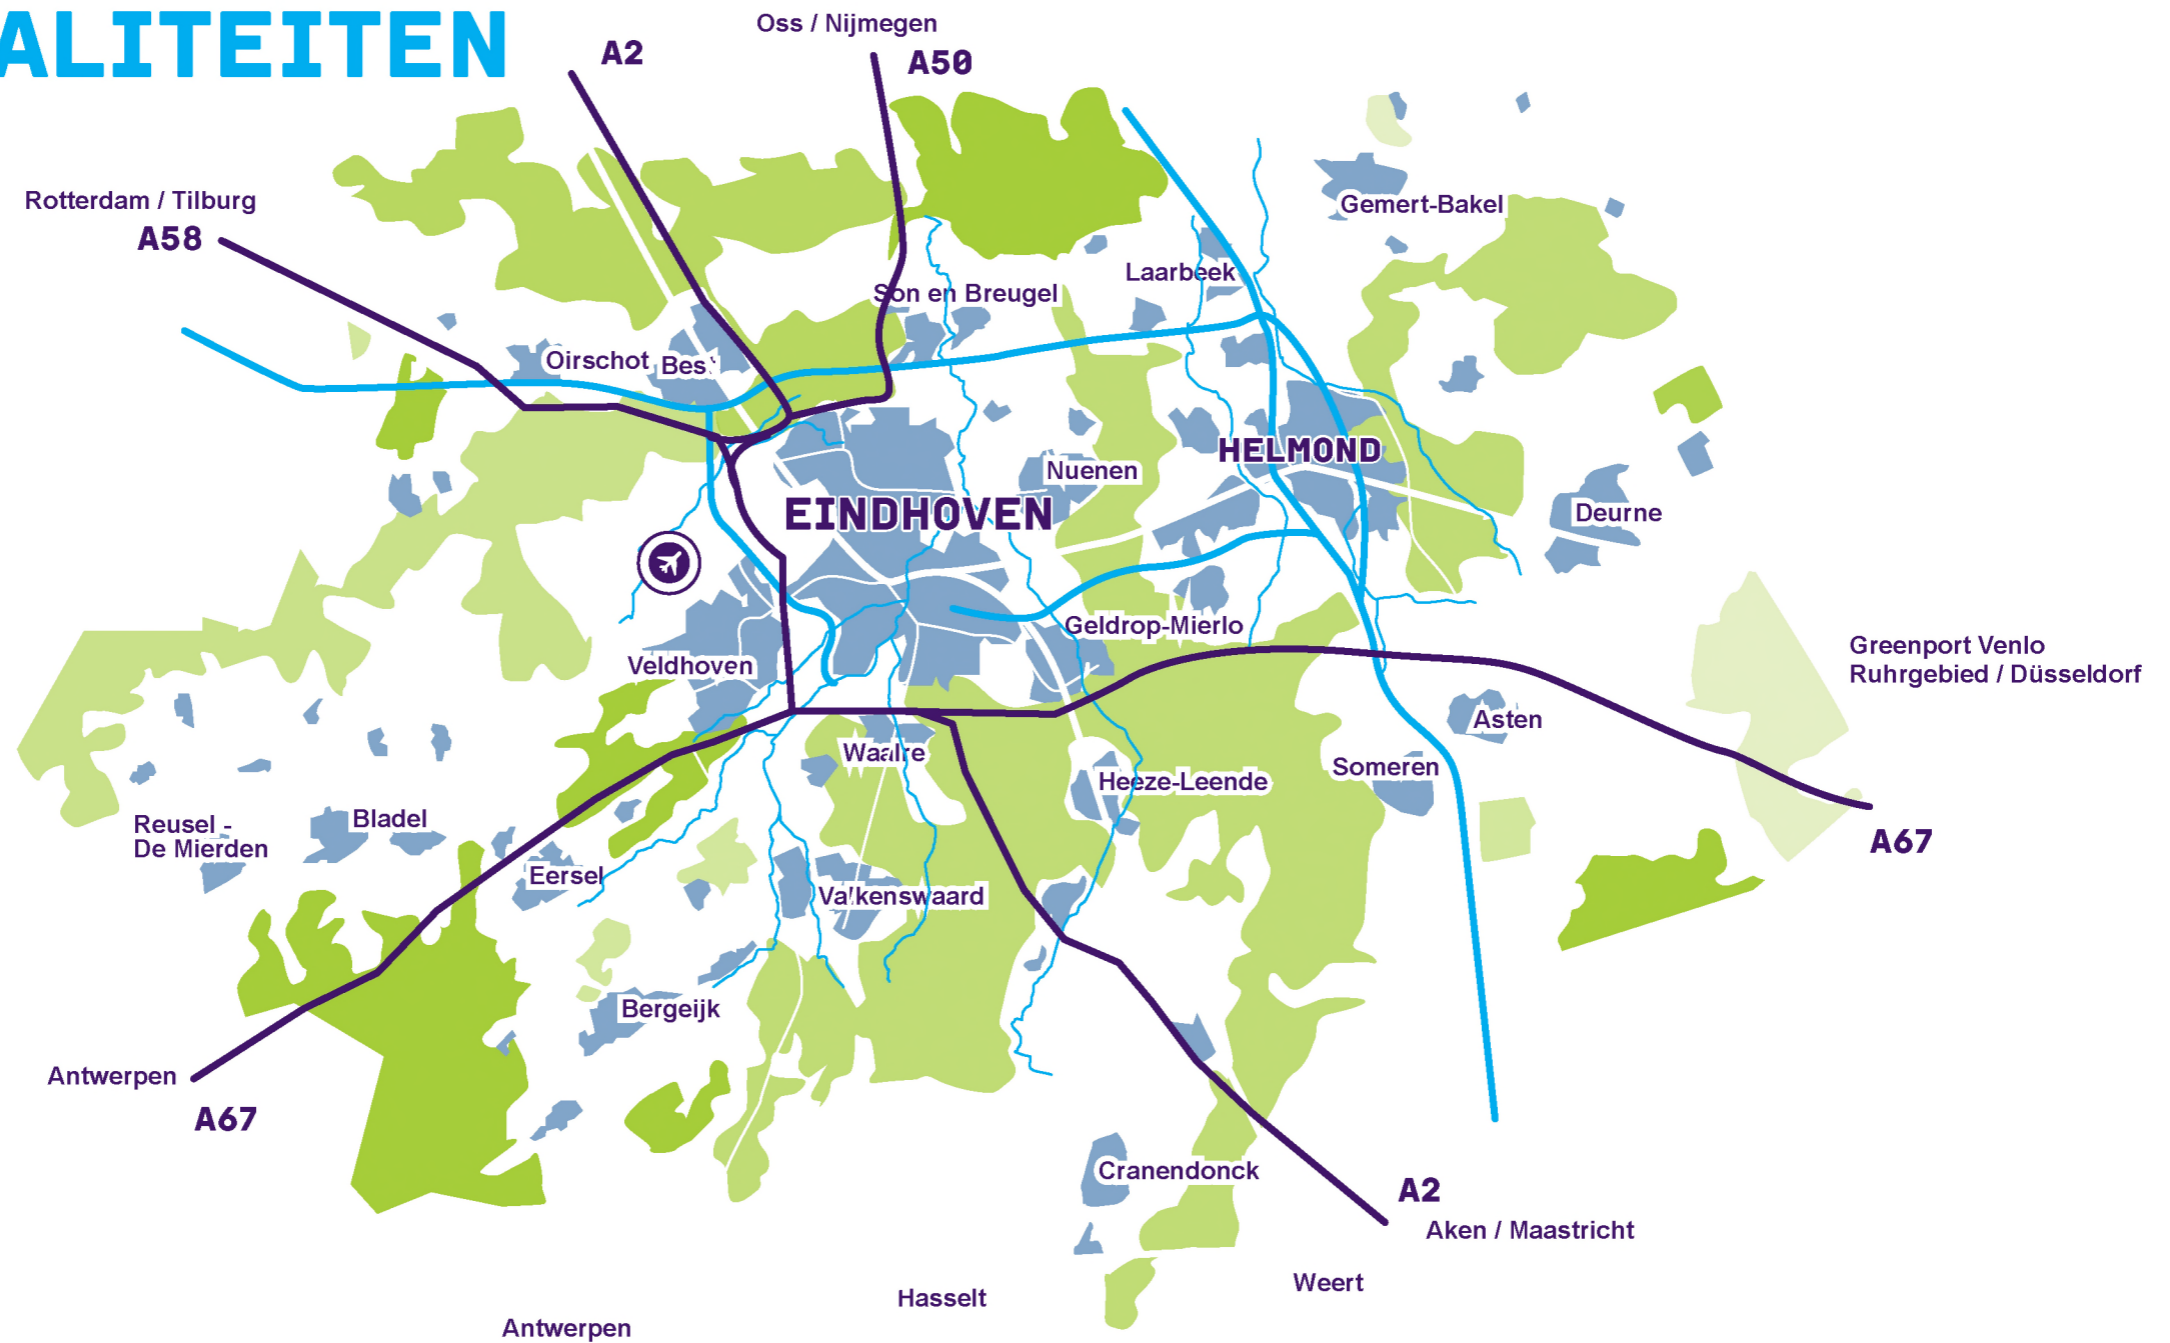 ALITEITEN
Oss / Nijmegen
A2
A50
Rotterdam / Tilburg
A58
Gemert-Bakel
Laarbeek
Son en Breugel
Oirschot
Best
HELMOND
Nuenen
EINDHOVEN
Deurne
Geldrop-Mierlo
Veldhoven
Greenport Venlo
Ruhrgebied / Düsseldorf
Asten
Waalre
Someren
Heeze-Leende
Bladel
Reusel -
De Mierden
A67
Eersel
Valkenswaard
Bergeijk
Antwerpen
A67
Cranendonck
A2
Aken / Maastricht
Weert
Hasselt
Antwerpen